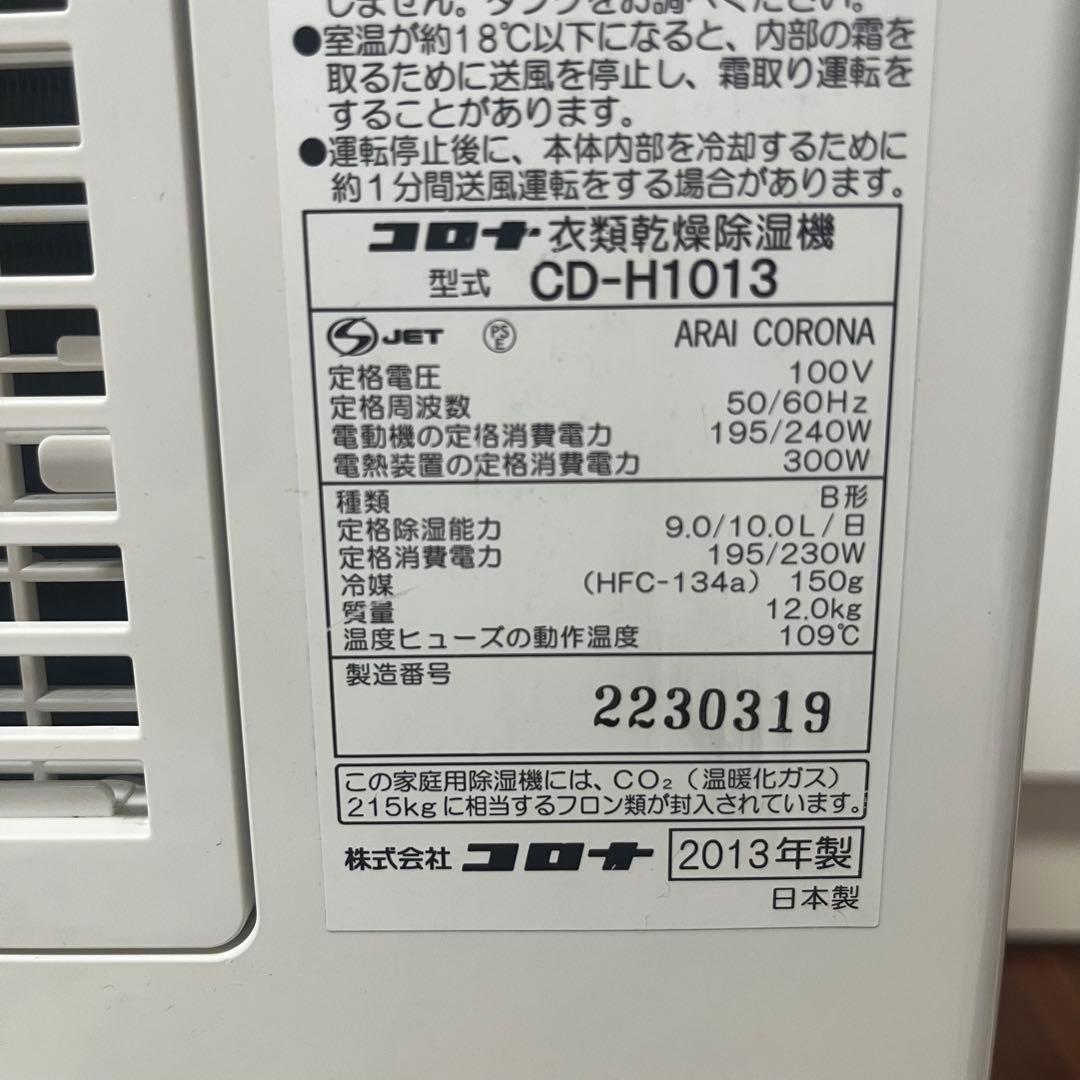 しません。タンクをお調べください。
●室温が約18℃以下になると、内部の霜を
取るために送風を停止し、霜取り運転を
することがあります。
●運転停止後に、本体内部を冷却するために
約1分間送風運転をする場合があります。
コロナ 衣類乾燥除湿機
型式 CD-H1013
JET PSE ARAI CORONA
定格電圧 100V
定格周波数 50/60Hz
電動機の定格消費電力 195/240W
電熱装置の定格消費電力 300W
種類 B形
定格除湿能力 9.0/10.0L/日
定格消費電力 195/230W
冷媒 (HFC-134a) 150g
質量 12.0kg
温度ヒューズの動作温度 109℃
製造番号
2230319
この家庭用除湿機には、CO₂(温暖化ガス)
215kgに相当するフロン類が封入されています。
株式会社 コロナ 2013年製
日本製